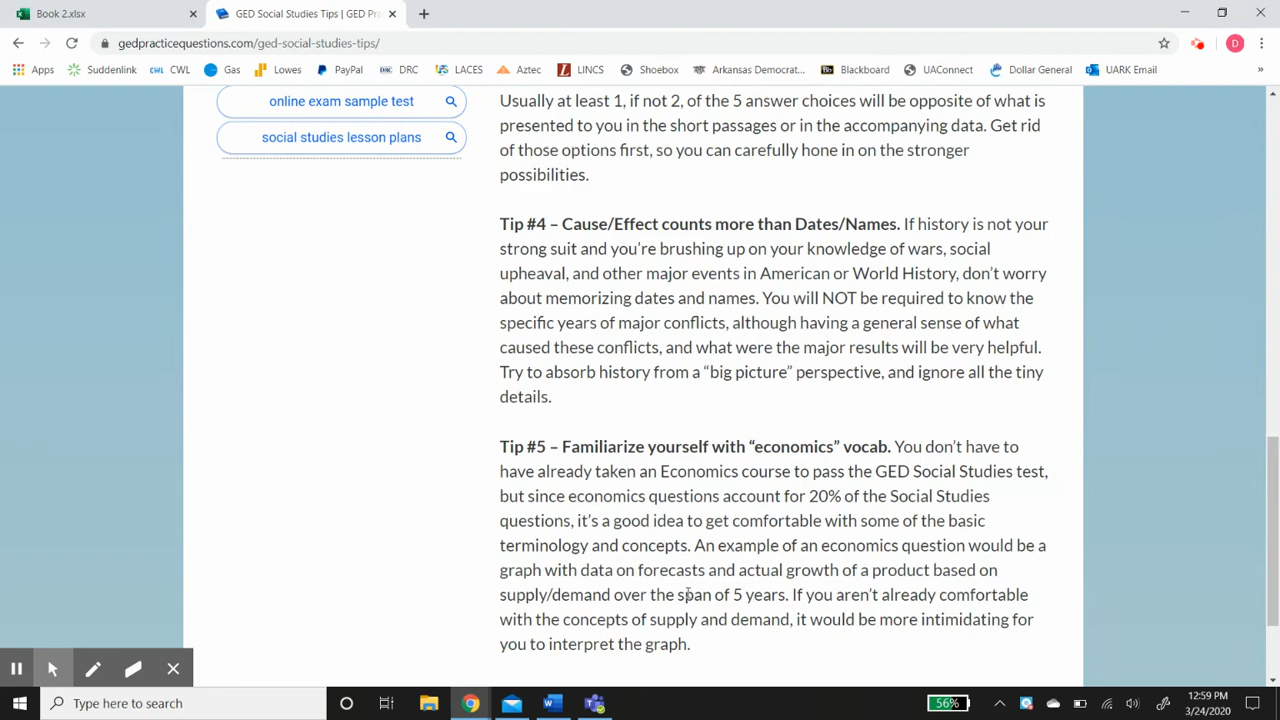 Book 2.xlsx
GED Social Studies Tips | GED Pra
gedpracticequestions.com/ged-social-studies-tips/
D
Apps
Suddenlink
CWL CWL
Gas
Lowes
PayPal
DRC DRC
LACES
Aztec
L LINCS
Shoebox
Arkansas Democrat...
Bb Blackboard
UAConnect
Dollar General
UARK Email
»
online exam sample test
social studies lesson plans
Usually at least 1, if not 2, of the 5 answer choices will be opposite of what is
presented to you in the short passages or in the accompanying data. Get rid
of those options first, so you can carefully hone in on the stronger
possibilities.
Tip #4 – Cause/Effect counts more than Dates/Names. If history is not your
strong suit and you’re brushing up on your knowledge of wars, social
upheaval, and other major events in American or World History, don’t worry
about memorizing dates and names. You will NOT be required to know the
specific years of major conflicts, although having a general sense of what
caused these conflicts, and what were the major results will be very helpful.
Try to absorb history from a “big picture” perspective, and ignore all the tiny
details.
Tip #5 – Familiarize yourself with “economics” vocab. You don’t have to
have already taken an Economics course to pass the GED Social Studies test,
but since economics questions account for 20% of the Social Studies
questions, it’s a good idea to get comfortable with some of the basic
terminology and concepts. An example of an economics question would be a
graph with data on forecasts and actual growth of a product based on
supply/demand over the span of 5 years. If you aren’t already comfortable
with the concepts of supply and demand, it would be more intimidating for
you to interpret the graph.
Type here to search
56%
12:59 PM
3/24/2020